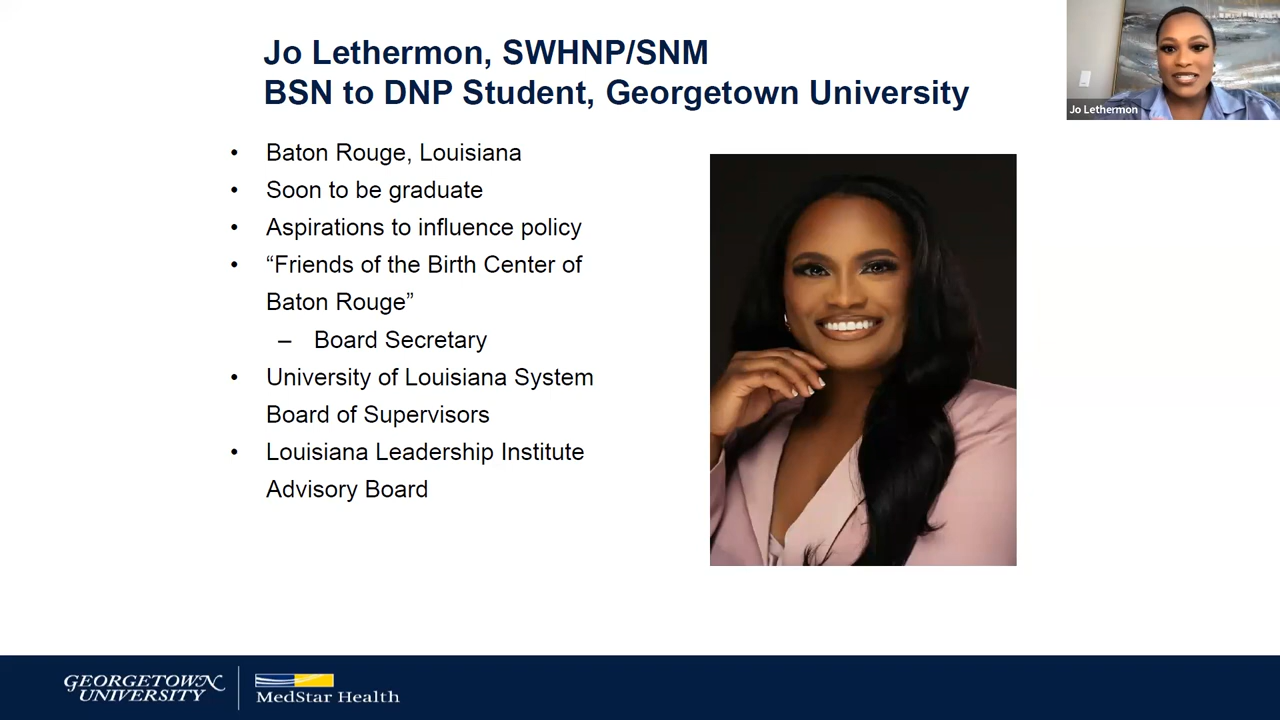 Jo Lethermon, SWHNP/SNM
BSN to DNP Student, Georgetown University
Jo Lethermon
• Baton Rouge, Louisiana
• Soon to be graduate
• Aspirations to influence policy
• “Friends of the Birth Center of
Baton Rouge”
– Board Secretary
• University of Louisiana System
Board of Supervisors
• Louisiana Leadership Institute
Advisory Board
GEORGETOWN
UNIVERSITY
MedStar Health